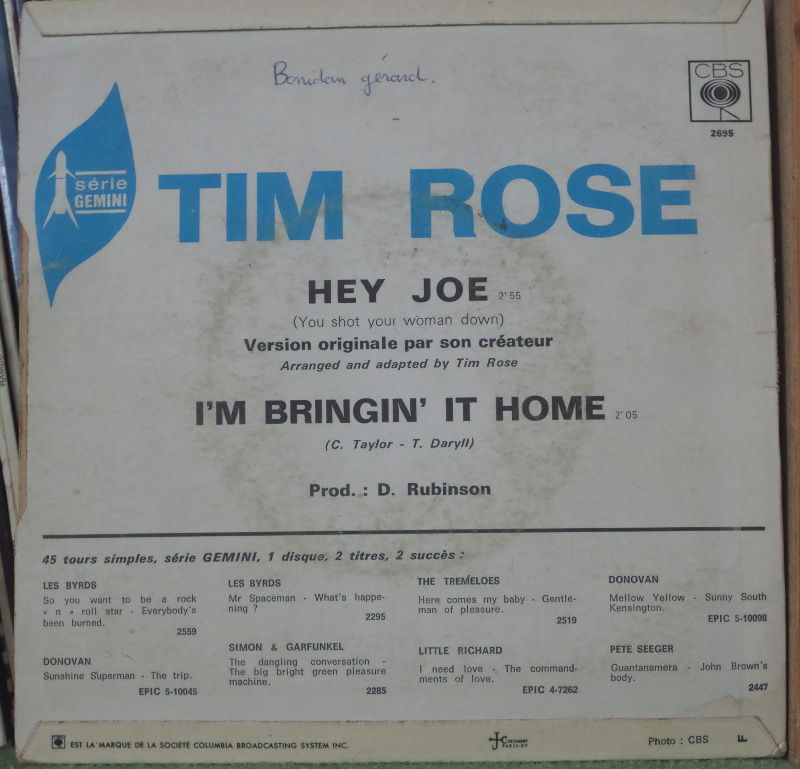 Bonidan gérard.
CBS
2695
série
GEMINI
TIM ROSE
HEY JOE 2'55
(You shot your woman down)
Version originale par son créateur
Arranged and adapted by Tim Rose
I'M BRINGIN' IT HOME 2'05
(C. Taylor - T. Daryll)
Prod. : D. Rubinson
45 tours simples, série GEMINI, 1 disque, 2 titres, 2 succès :
LES BYRDS
So you want to be a rock
« n » roll star - Everybody's
been burned.
2559
DONOVAN
Sunshine Superman - The trip.
EPIC 5-10045
LES BYRDS
Mr Spaceman - What's happe-
ning ?
2295
SIMON & GARFUNKEL
The dangling conversation -
The big bright green pleasure
machine.
2285
THE TREMELOES
Here comes my baby - Gentle-
man of pleasure.
2519
LITTLE RICHARD
I need love - The command-
ments of love.
EPIC 4-7262
DONOVAN
Mellow Yellow - Sunny South
Kensington.
EPIC 5-10098
PETE SEEGER
Guantanamera - John Brown's
body.
2447
EST LA MARQUE DE LA SOCIÉTÉ COLUMBIA BROADCASTING SYSTEM INC.
Photo : CBS